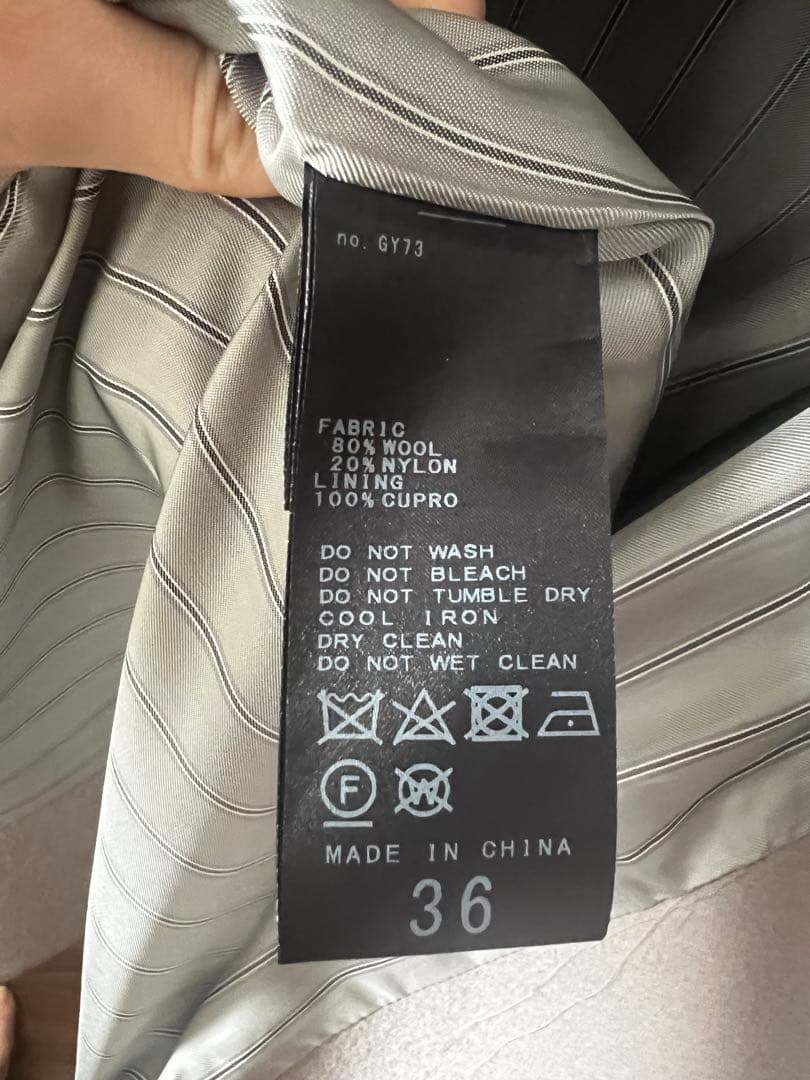 no. GY73
FABRIC
80% WOOL
20% NYLON
LINING
100% CUPRO
DO NOT WASH
DO NOT BLEACH
DO NOT TUMBLE DRY
COOL IRON
DRY CLEAN
DO NOT WET CLEAN
F W
MADE IN CHINA
36